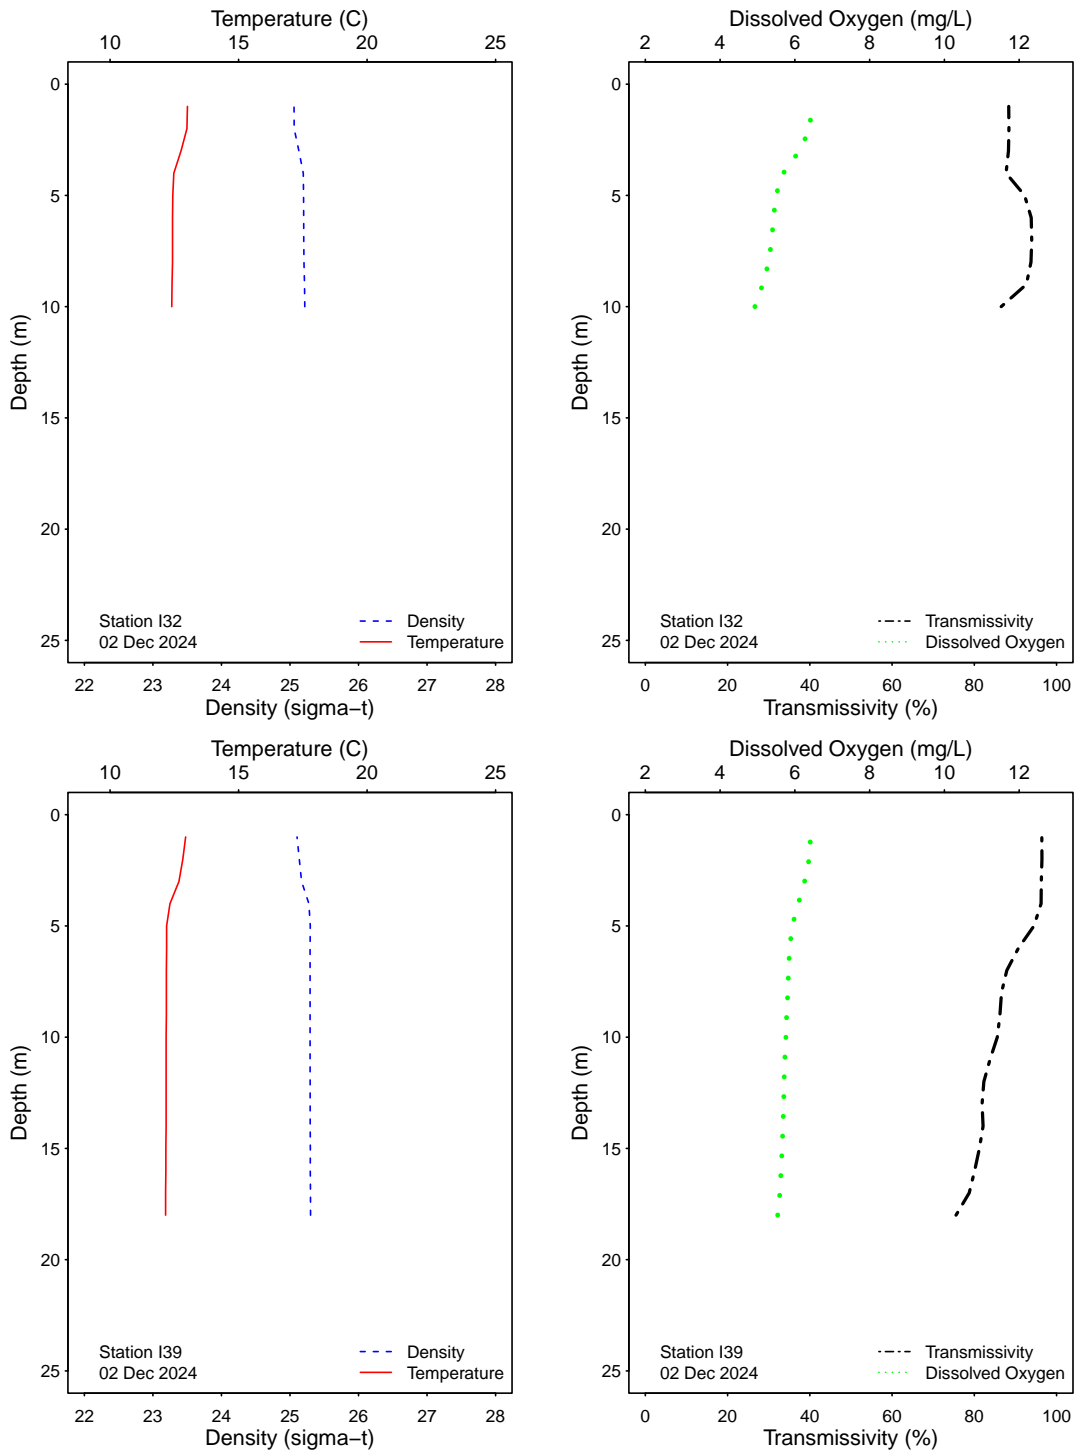 Temperature (C)
10 15 20 25
0
5
10
15
20
25
Depth (m)
Station I32
02 Dec 2024
Density
Temperature
22 23 24 25 26 27 28
Density (sigma−t)
Dissolved Oxygen (mg/L)
2 4 6 8 10 12
0
5
10
15
20
25
Depth (m)
Station I32
02 Dec 2024
Transmissivity
Dissolved Oxygen
0 20 40 60 80 100
Transmissivity (%)
Temperature (C)
10 15 20 25
0
5
10
15
20
25
Depth (m)
Station I39
02 Dec 2024
Density
Temperature
22 23 24 25 26 27 28
Density (sigma−t)
Dissolved Oxygen (mg/L)
2 4 6 8 10 12
0
5
10
15
20
25
Depth (m)
Station I39
02 Dec 2024
Transmissivity
Dissolved Oxygen
0 20 40 60 80 100
Transmissivity (%)